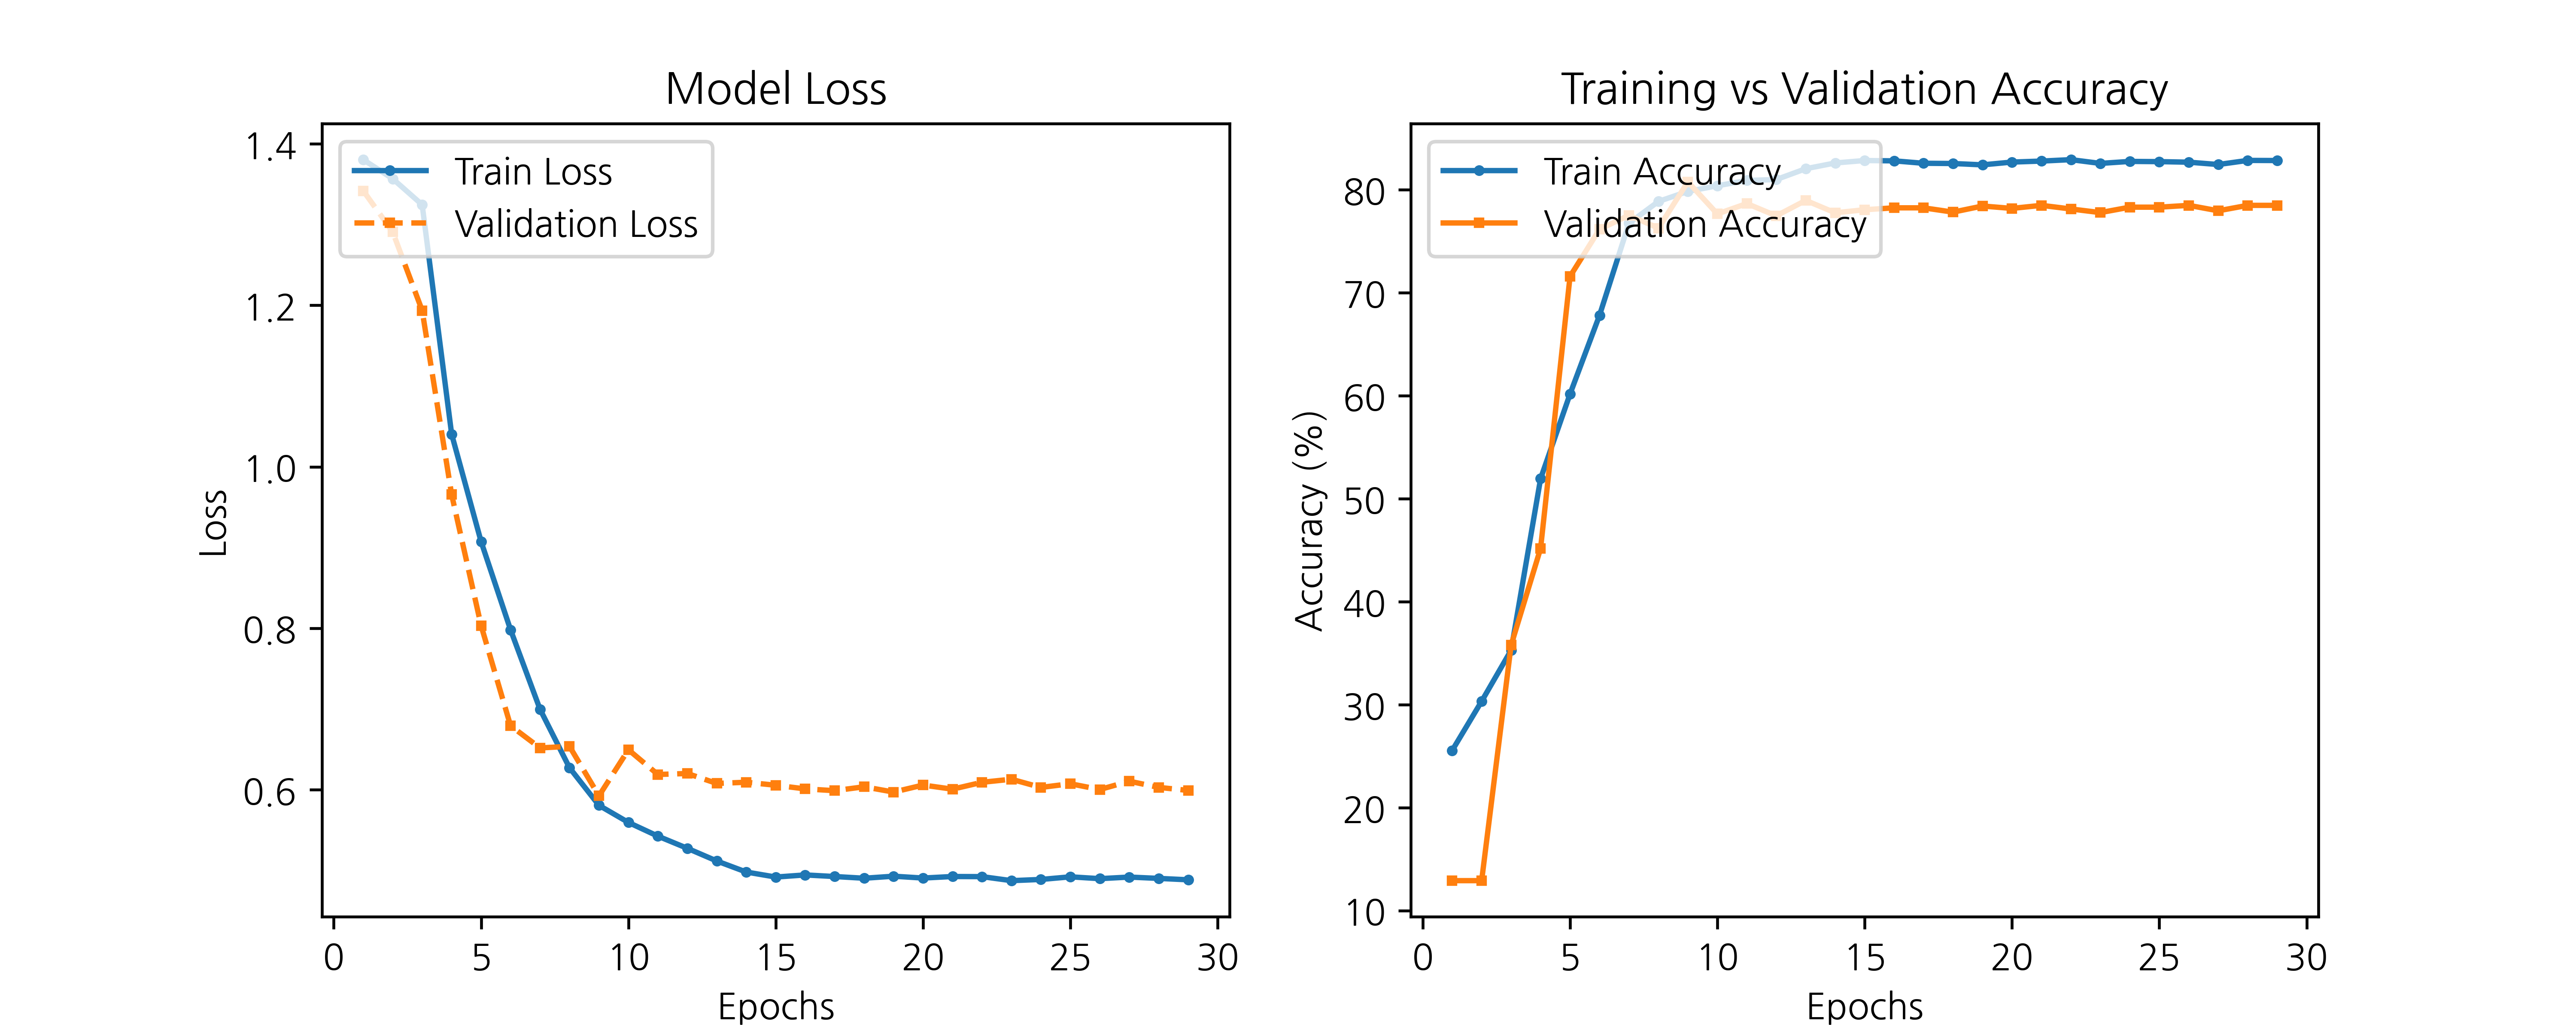 Model Loss
Train Loss
Validation Loss
1.4
1.2
1.0
0.8
0.6
Loss
0 5 10 15 20 25 30
Epochs
Training vs Validation Accuracy
Train Accuracy
Validation Accuracy
80
70
60
50
40
30
20
10
Accuracy (%)
0 5 10 15 20 25 30
Epochs